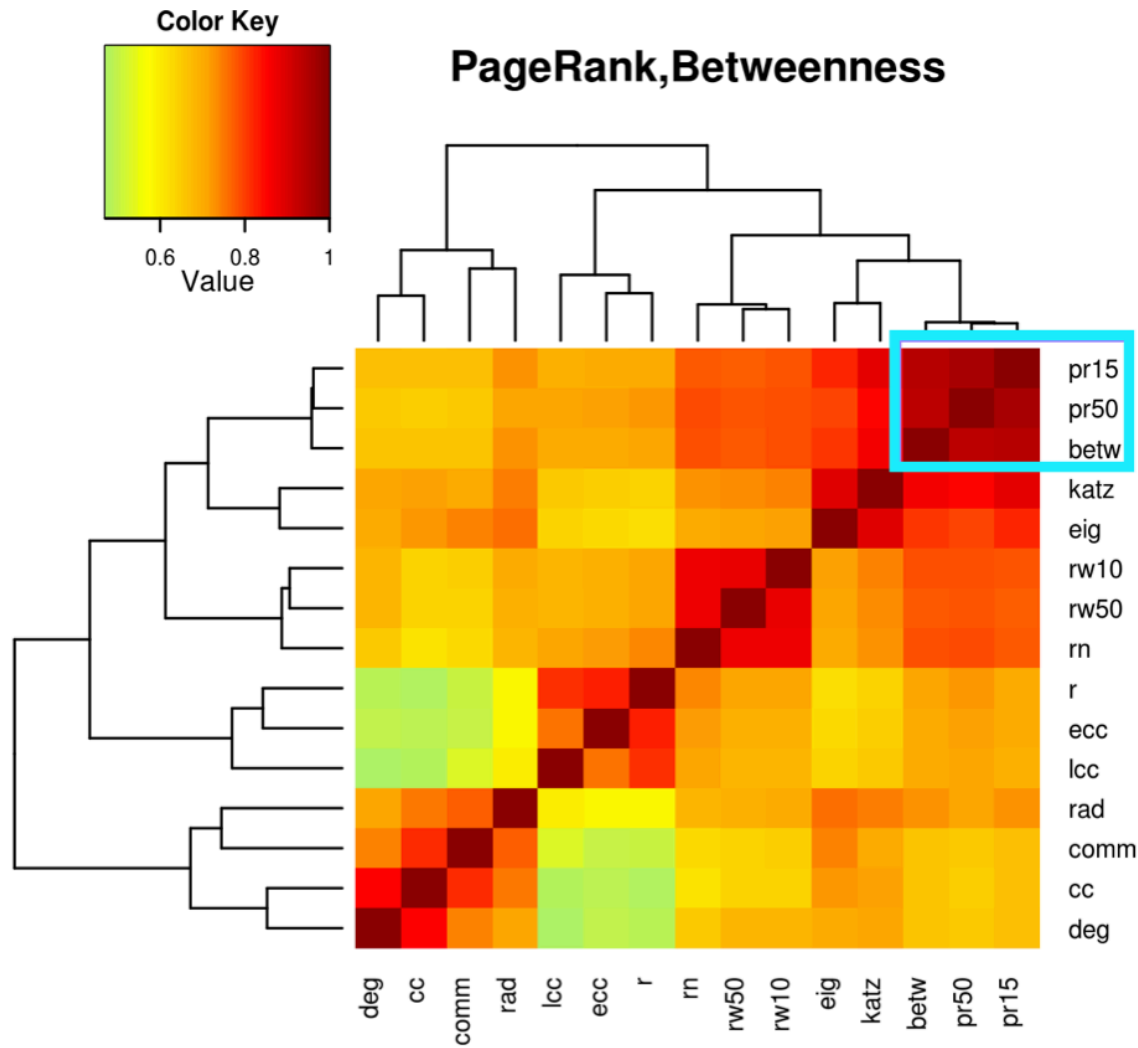 Color Key
PageRank,Betweenness
0.6 0.8 1
Value
pr15
pr50
betw
katz
eig
rw10
rw50
rn
r
ecc
lcc
rad
comm
cc
deg
deg cc comm rad lcc ecc r rn rw50 rw10 eig katz betw pr50 pr15